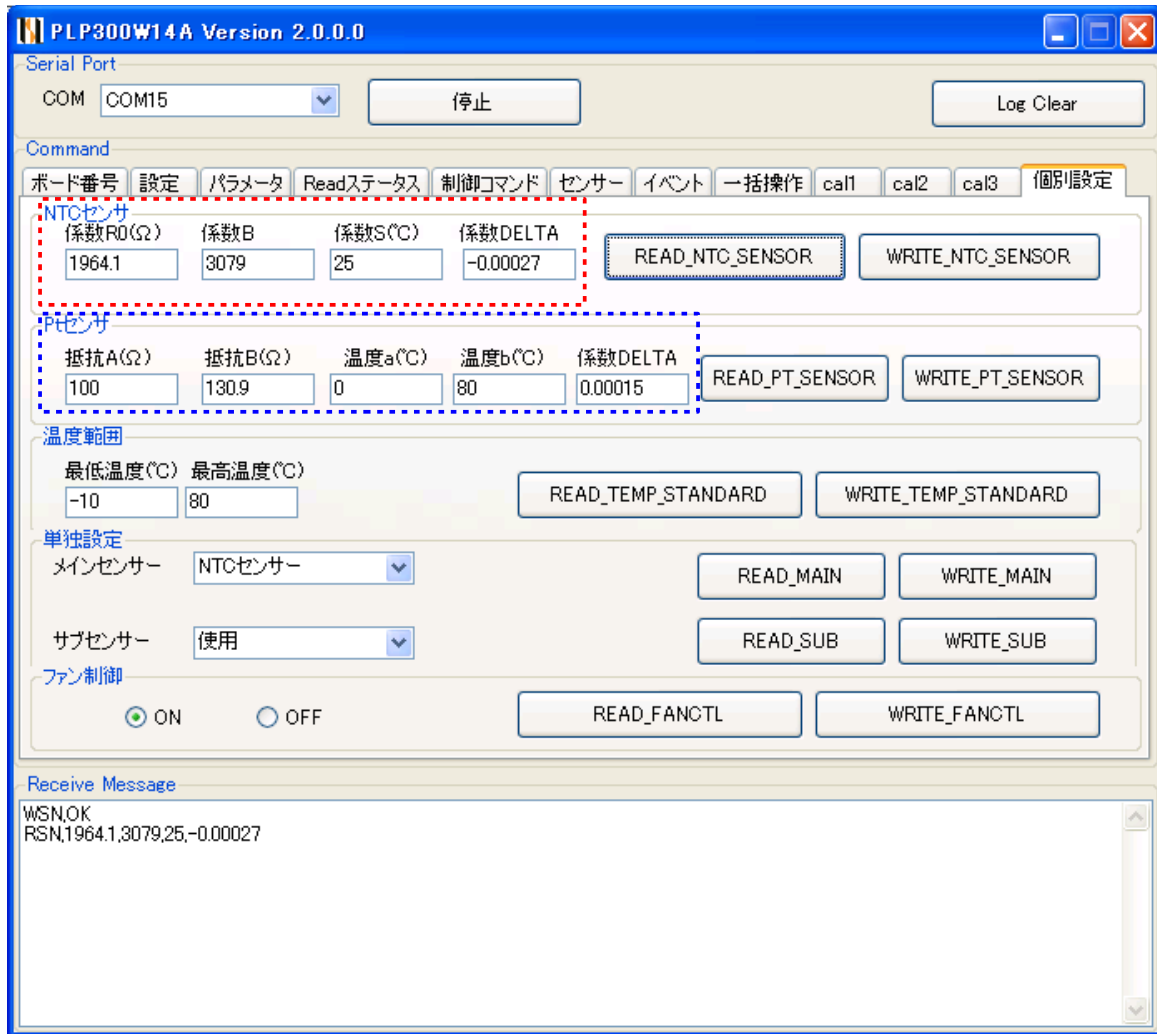 PLP300W14A Version 2.0.0.0
Serial Port
COM COM15 停止 Log Clear
Command
ボード番号 設定 パラメータ Readステータス 制御コマンド センサー イベント 一括操作 cal1 cal2 cal3 個別設定
NTCセンサ
係数R0(Ω) 係数B 係数S(℃) 係数DELTA
1964.1 3079 25 -0.00027 READ_NTC_SENSOR WRITE_NTC_SENSOR
Ptセンサ
抵抗A(Ω) 抵抗B(Ω) 温度a(℃) 温度b(℃) 係数DELTA
100 130.9 0 80 0.00015 READ_PT_SENSOR WRITE_PT_SENSOR
温度範囲
最低温度(℃) 最高温度(℃)
-10 80 READ_TEMP_STANDARD WRITE_TEMP_STANDARD
単独設定
メインセンサー NTCセンサー READ_MAIN WRITE_MAIN
サブセンサー 使用 READ_SUB WRITE_SUB
ファン制御
ON OFF READ_FANCTL WRITE_FANCTL
Receive Message
WSN,OK
RSN,1964.1,3079,25,-0.00027